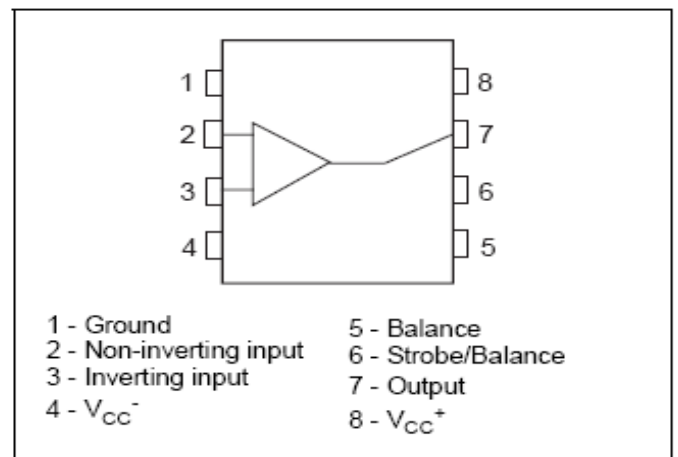 1 8
2 7
3 6
4 5
1 - Ground
2 - Non-inverting input
3 - Inverting input
4 - VCC-
5 - Balance
6 - Strobe/Balance
7 - Output
8 - VCC+